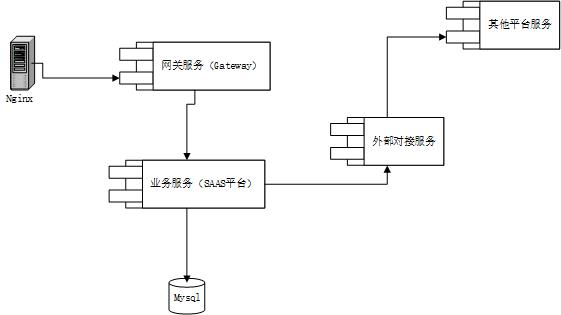 其他平台服务
网关服务（Gateway）
Nginx
外部对接服务
业务服务（SAAS平台）
Mysql